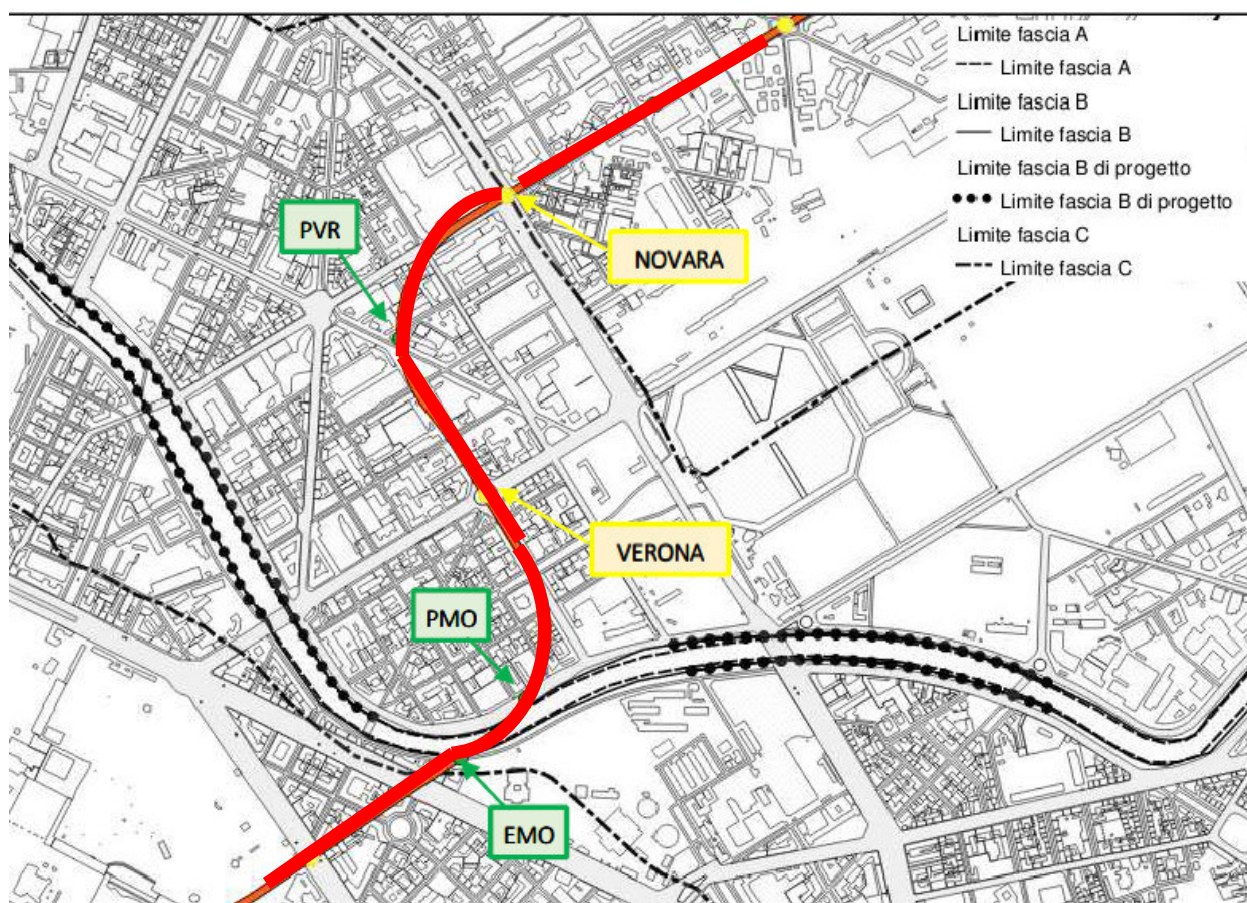 Limite fascia A
Limite fascia A
Limite fascia B
Limite fascia B
Limite fascia B di progetto
Limite fascia B di progetto
Limite fascia C
Limite fascia C
PVR
NOVARA
VERONA
PMO
EMO